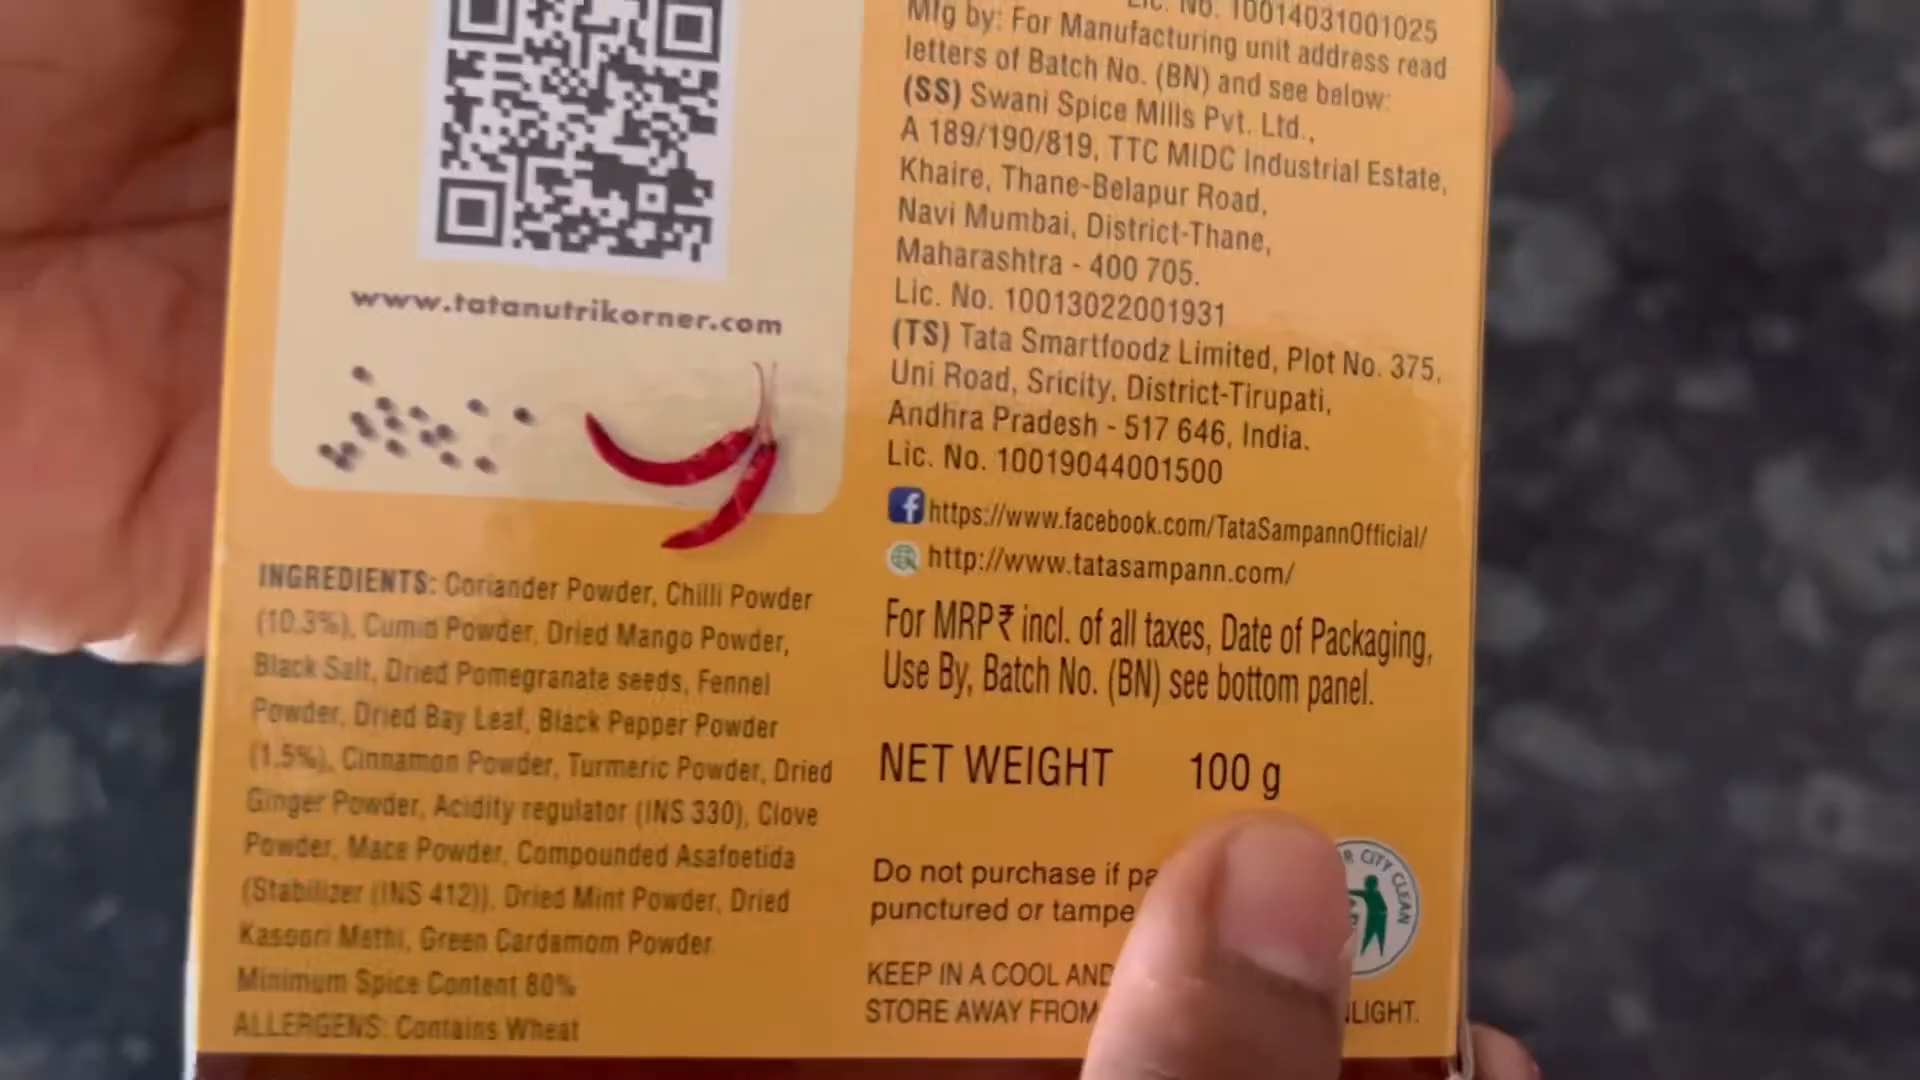 www.tatanutrikorner.com
INGREDIENTS: Coriander Powder, Chilli Powder
(10.3%), Cumin Powder, Dried Mango Powder,
Black Salt, Dried Pomegranate seeds, Fennel
Powder, Dried Bay Leaf, Black Pepper Powder
(1.5%), Cinnamon Powder, Turmeric Powder, Dried
Ginger Powder, Acidity regulator (INS 330), Clove
Powder, Mace Powder, Compounded Asafoetida
(Stabilizer (INS 412)), Dried Mint Powder, Dried
Kasoori Methi, Green Cardamom Powder
Minimum Spice Content 80%
ALLERGENS: Contains Wheat
Lic. No. 10014031001025
Mfg by: For Manufacturing unit address read
letters of Batch No. (BN) and see below:
(SS) Swani Spice MIlls Pvt. Ltd.,
A 189/190/819, TTC MIDC Industrial Estate,
Khaire, Thane-Belapur Road,
Navi Mumbai, District-Thane,
Maharashtra - 400 705.
Lic. No. 10013022001931
(TS) Tata Smartfoodz Limited, Plot No. 375,
Uni Road, Sricity, District-Tirupati,
Andhra Pradesh - 517 646, India.
Lic. No. 10019044001500
f https://www.facebook.com/TataSampannOfficial/
http://www.tatasampann.com/
For MRP₹ incl. of all taxes, Date of Packaging,
Use By, Batch No. (BN) see bottom panel.
NET WEIGHT 100 g
Do not purchase if pa
punctured or tampe
R CITY CLEAN
KEEP IN A COOL AND
STORE AWAY FROM LIGHT.